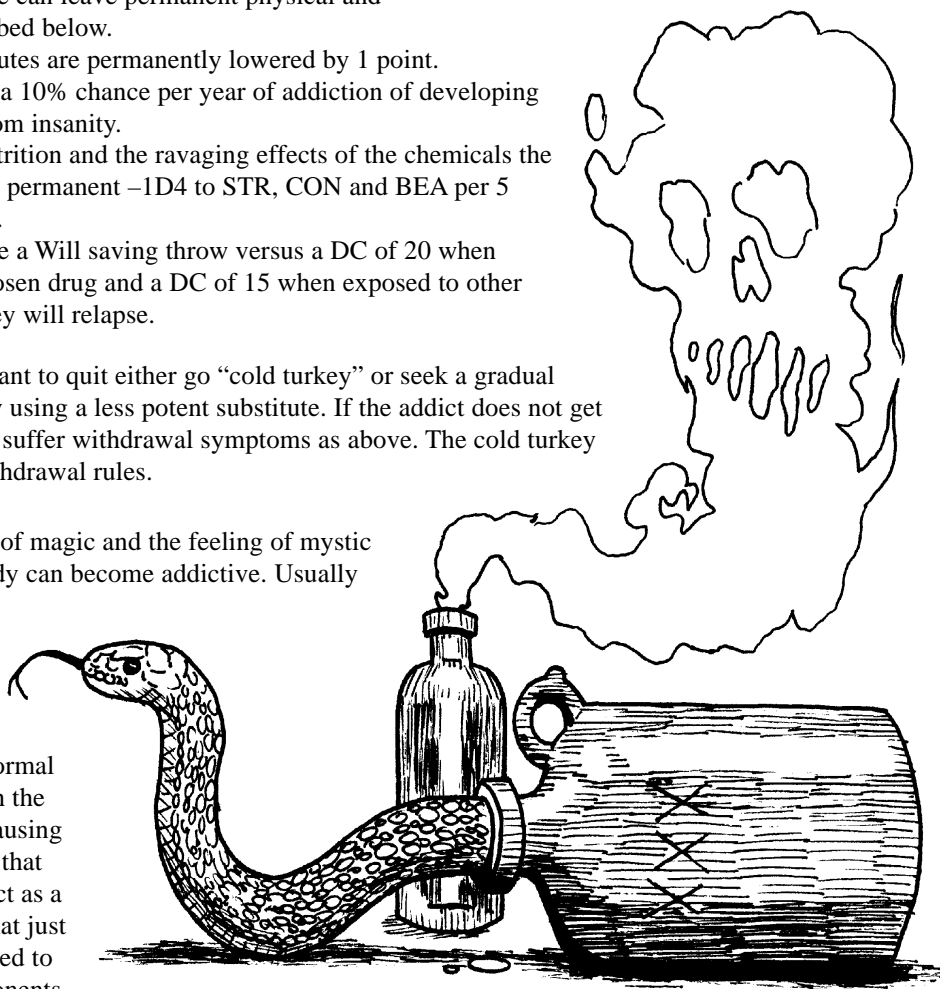 e can leave permanent physical and
bed below.
utes are permanently lowered by 1 point.
a 10% chance per year of addiction of developing
om insanity.
trition and the ravaging effects of the chemicals the
permanent –1D4 to STR, CON and BEA per 5
.
e a Will saving throw versus a DC of 20 when
osen drug and a DC of 15 when exposed to other
ey will relapse.
ant to quit either go “cold turkey” or seek a gradual
y using a less potent substitute. If the addict does not get
suffer withdrawal symptoms as above. The cold turkey
hdrawal rules.
of magic and the feeling of mystic
dy can become addictive. Usually
ormal
n the
ausing
that
ct as a
at just
ed to
onents
XXX